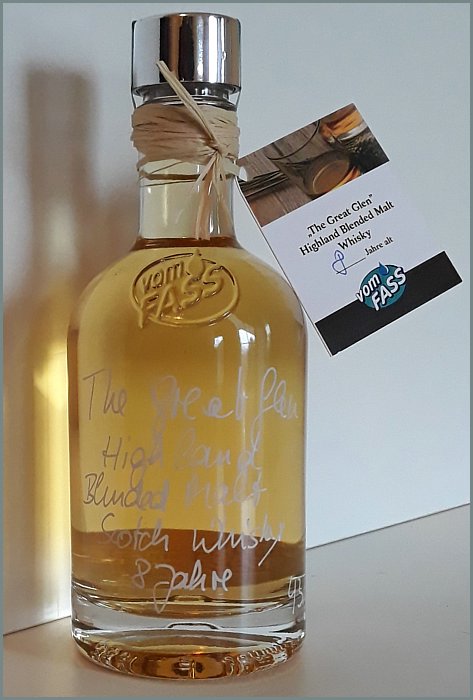 vom
FASS
The Great Glen
Highland
Blended Malt
Scotch Whisky
8 Jahre
„The Great Glen”
Highland Blended Malt
Whisky
8 Jahre alt
vom
FASS